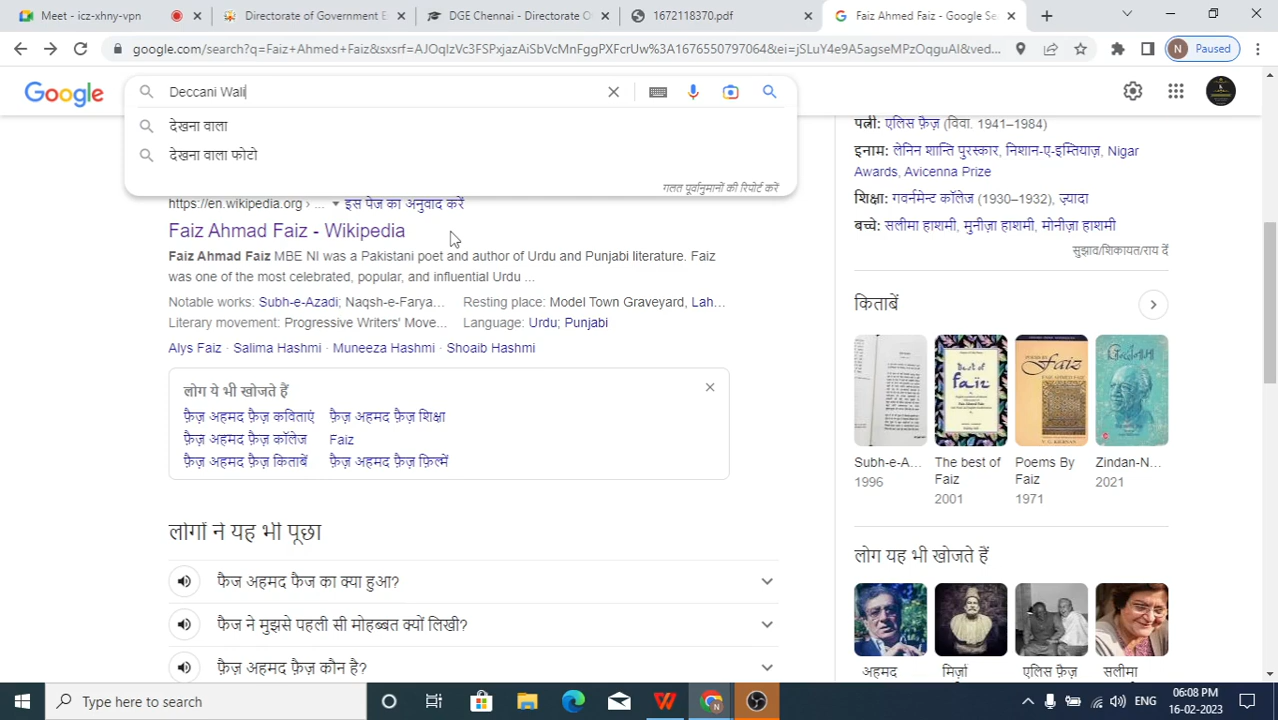 Meet - icz-xhny-vpn
Directorate of Government E
DGE Chennai - Directorate O
1672118370.pdf
Faiz Ahmed Faiz - Google Se
google.com/search?q=Faiz+Ahmed+Faiz&sxsrf=AJOqlzVc3FSPxjazAiSbVcMnFggPXFcrUw%3A1676550797064&ei=jSLuY4e9A5agseMPzOqguAI&ved...
N Paused
Google
Deccani Wali
देखना वाला
देखना वाला फोटो
गलत पूर्वानुमानों की रिपोर्ट करें
https://en.wikipedia.org › ... इस पेज का अनुवाद करें
Faiz Ahmad Faiz - Wikipedia
Faiz Ahmad Faiz MBE NI was a Pakistani poet and author of Urdu and Punjabi literature. Faiz
was one of the most celebrated, popular, and influential Urdu ...
Notable works: Subh-e-Azadi; Naqsh-e-Farya... Resting place: Model Town Graveyard, Lah...
Literary movement: Progressive Writers' Move... Language: Urdu; Punjabi
Alys Faiz · Salima Hashmi · Muneeza Hashmi · Shoaib Hashmi
लोग ये भी खोजते हैं
फ़ैज़ अहमद फ़ैज़ कविताएं फ़ैज़ अहमद फ़ैज़ शिक्षा
फ़ैज़ अहमद फ़ैज़ कॉलेज Faiz
फ़ैज़ अहमद फ़ैज़ किताबें फ़ैज़ अहमद फ़ैज़ फ़िल्में
लोगों ने यह भी पूछा
फैज अहमद फैज का क्या हुआ?
फैज ने मुझसे पहली सी मोहब्बत क्यों लिखी?
फ़ैज़ अहमद फ़ैज़ कौन है?
पत्नी: एलिस फ़ैज़ (विवा. 1941–1984)
इनाम: लेनिन शान्ति पुरस्कार, निशान-ए-इम्तियाज़, Nigar
Awards, Avicenna Prize
शिक्षा: गवर्नमेन्ट कॉलेज (1930–1932), ज़्यादा
बच्चे: सलीमा हाशमी, मुनीज़ा हाशमी, मोनीज़ा हाशमी
सुझाव/शिकायत/राय दें
किताबें
Subh-e-A... The best of Faiz Poems By Faiz Zindan-N...
1996 2001 1971 2021
लोग यह भी खोजते हैं
अहमद मिर्ज़ा एलिस फ़ैज़ सलीमा
Type here to search
ENG
06:08 PM
16-02-2023